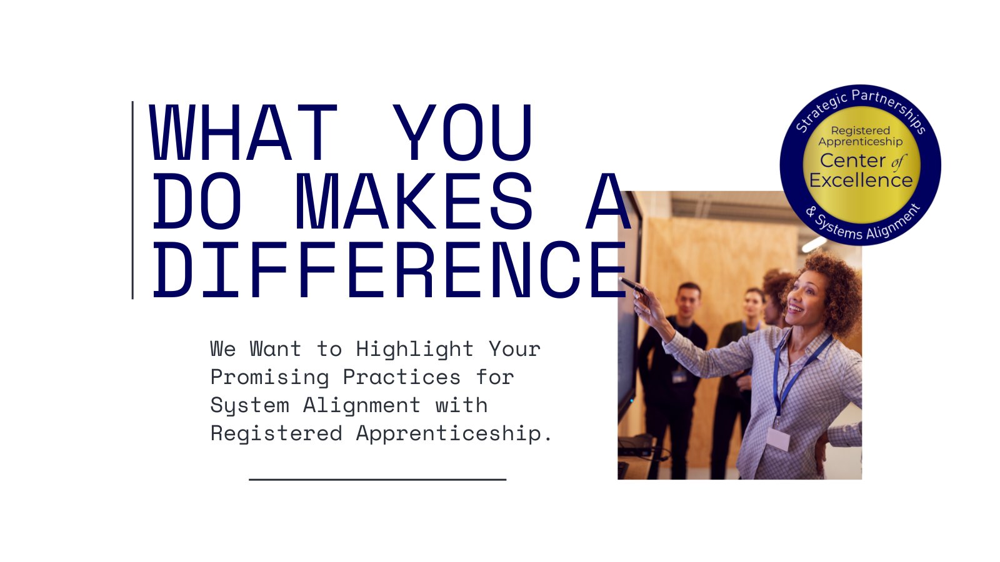 WHAT YOU
DO MAKES A
DIFFERENCE
We Want to Highlight Your
Promising Practices for
System Alignment with
Registered Apprenticeship.
Strategic Partnerships
Registered
Apprenticeship
Center of
Excellence
& Systems Alignment